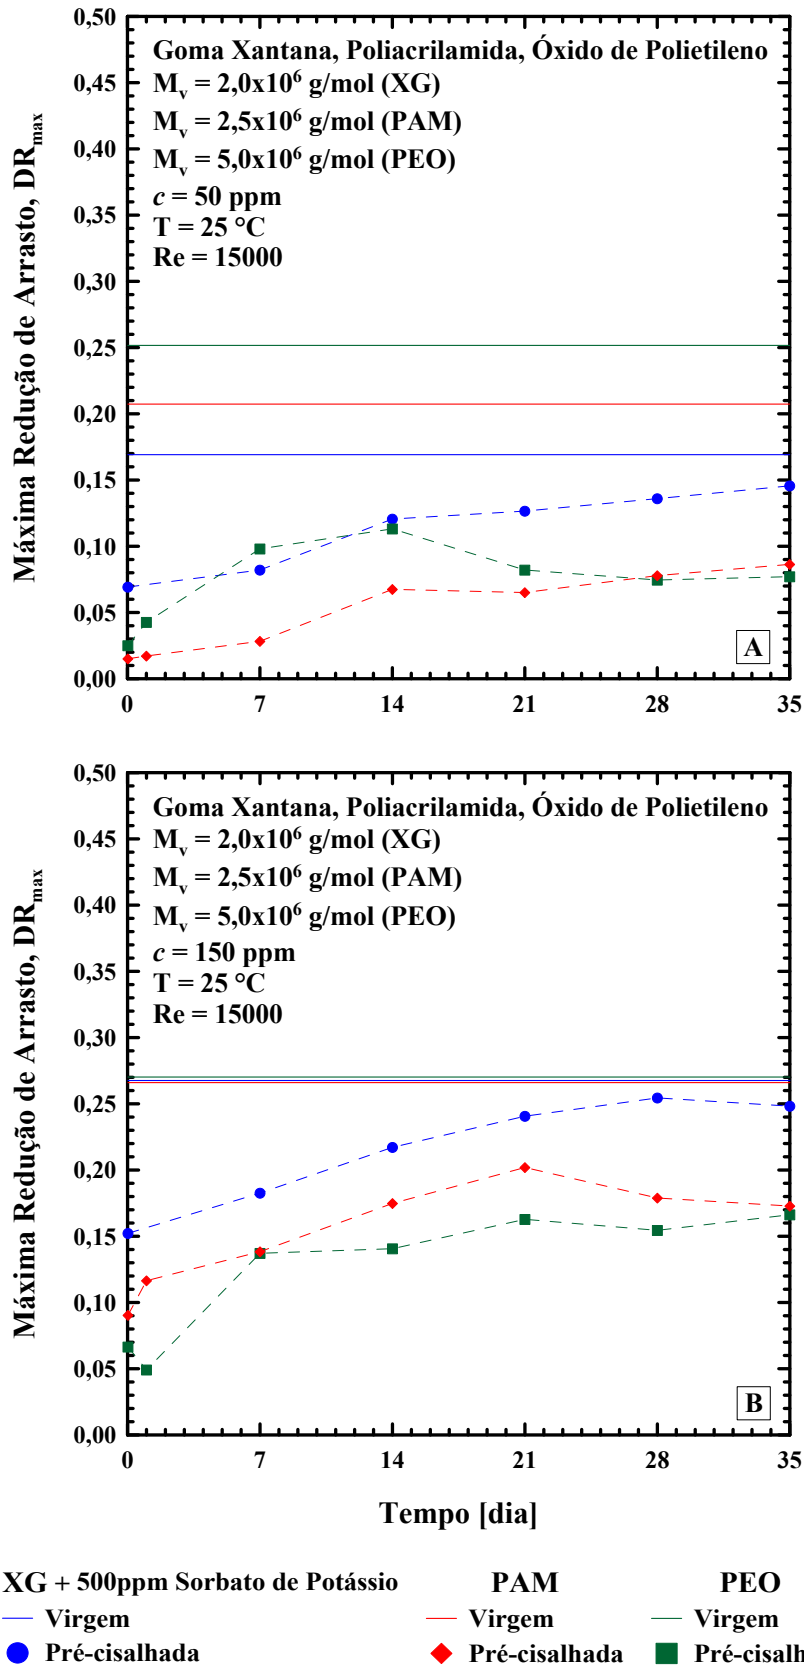 Goma Xantana, Poliacrilamida, Óxido de Polietileno
Mv = 2,0x10⁶ g/mol (XG)
Mv = 2,5x10⁶ g/mol (PAM)
Mv = 5,0x10⁶ g/mol (PEO)
c = 50 ppm
T = 25 °C
Re = 15000
Máxima Redução de Arrasto, DRmax
0,50
0,45
0,40
0,35
0,30
0,25
0,20
0,15
0,10
0,05
0,00
A
0 7 14 21 28 35
Goma Xantana, Poliacrilamida, Óxido de Polietileno
Mv = 2,0x10⁶ g/mol (XG)
Mv = 2,5x10⁶ g/mol (PAM)
Mv = 5,0x10⁶ g/mol (PEO)
c = 150 ppm
T = 25 °C
Re = 15000
Máxima Redução de Arrasto, DRmax
0,50
0,45
0,40
0,35
0,30
0,25
0,20
0,15
0,10
0,05
0,00
B
0 7 14 21 28 35
Tempo [dia]
XG + 500ppm Sorbato de Potássio PAM PEO
Virgem Virgem Virgem
Pré-cisalhada Pré-cisalhada Pré-cisalh